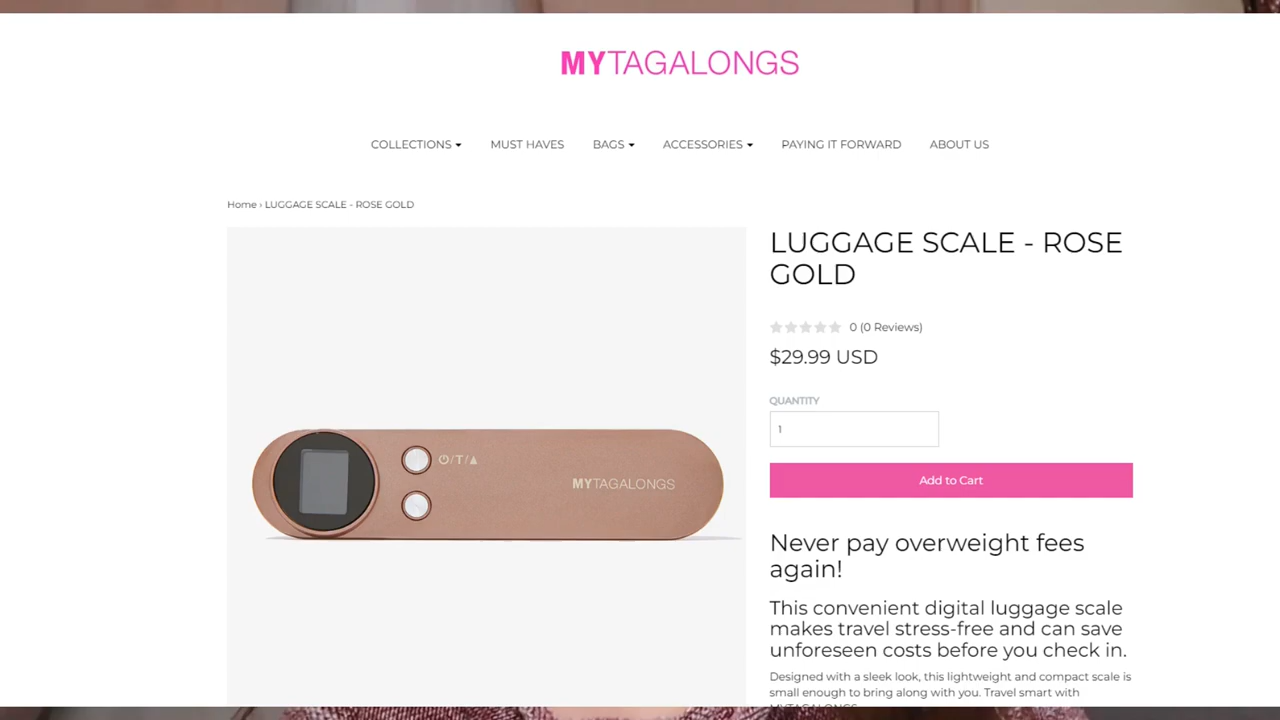 MYTAGALONGS
COLLECTIONS MUST HAVES BAGS ACCESSORIES PAYING IT FORWARD ABOUT US
Home › LUGGAGE SCALE - ROSE GOLD
LUGGAGE SCALE - ROSE
GOLD
0 (0 Reviews)
$29.99 USD
QUANTITY
1
Add to Cart
/T/
MYTAGALONGS
Never pay overweight fees
again!
This convenient digital luggage scale
makes travel stress-free and can save
unforeseen costs before you check in.
Designed with a sleek look, this lightweight and compact scale is
small enough to bring along with you. Travel smart with
MYTAGALONGS